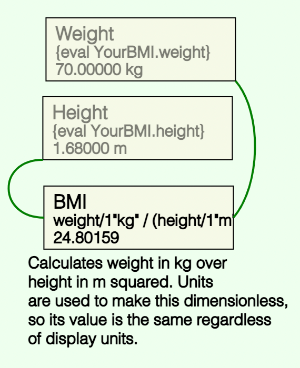 Weight
{eval YourBMI.weight}
70.00000 kg
Height
{eval YourBMI.height}
1.68000 m
BMI
weight/1"kg" / (height/1"m
24.80159
Calculates weight in kg over
height in m squared. Units
are used to make this dimensionless,
so its value is the same regardless
of display units.